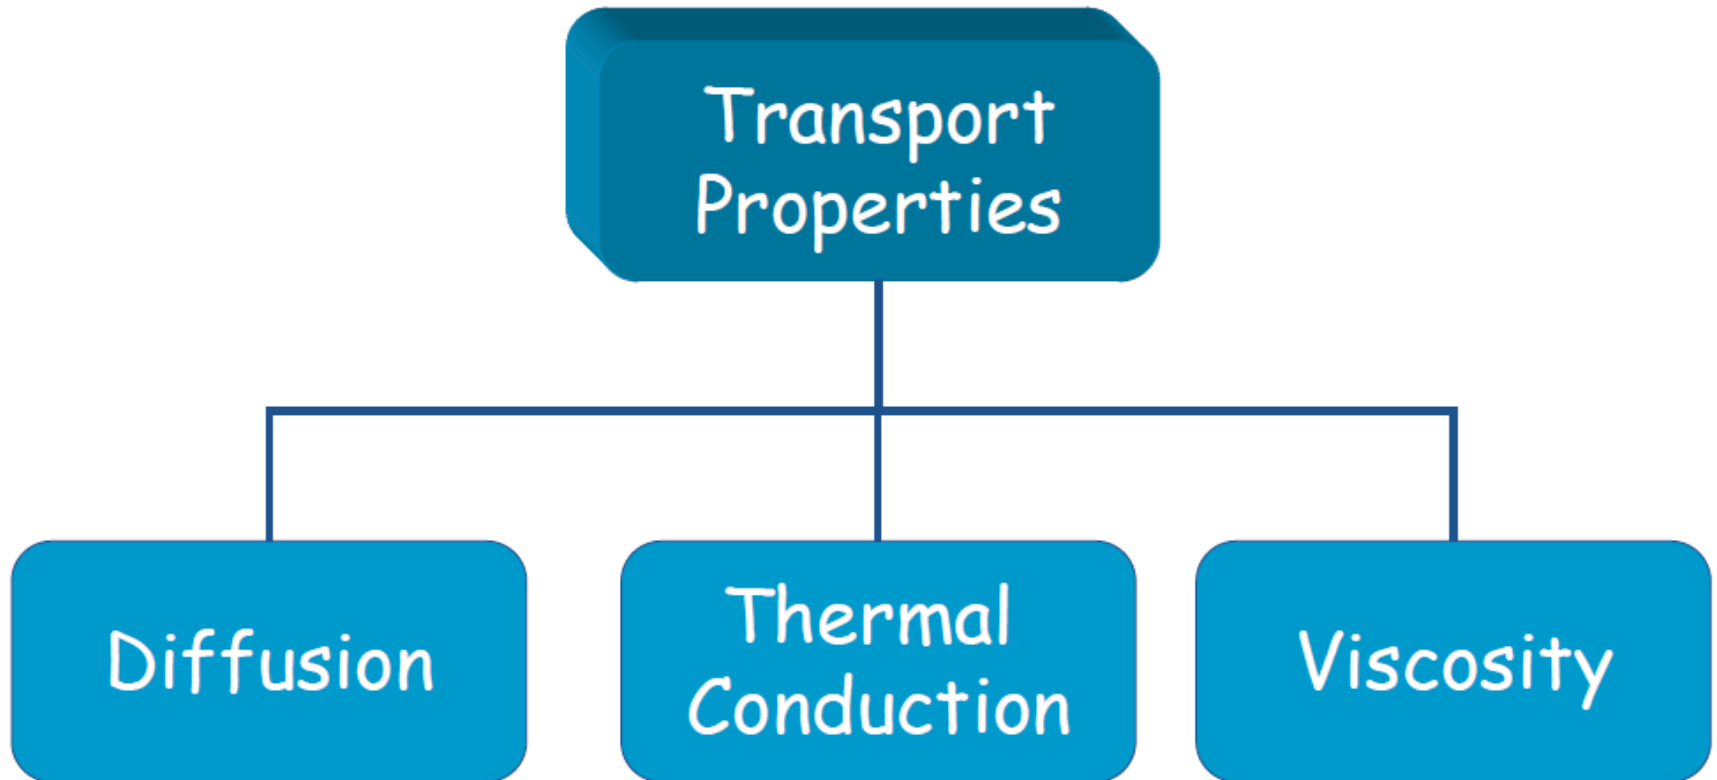 Transport
Properties
Diffusion
Thermal
Conduction
Viscosity